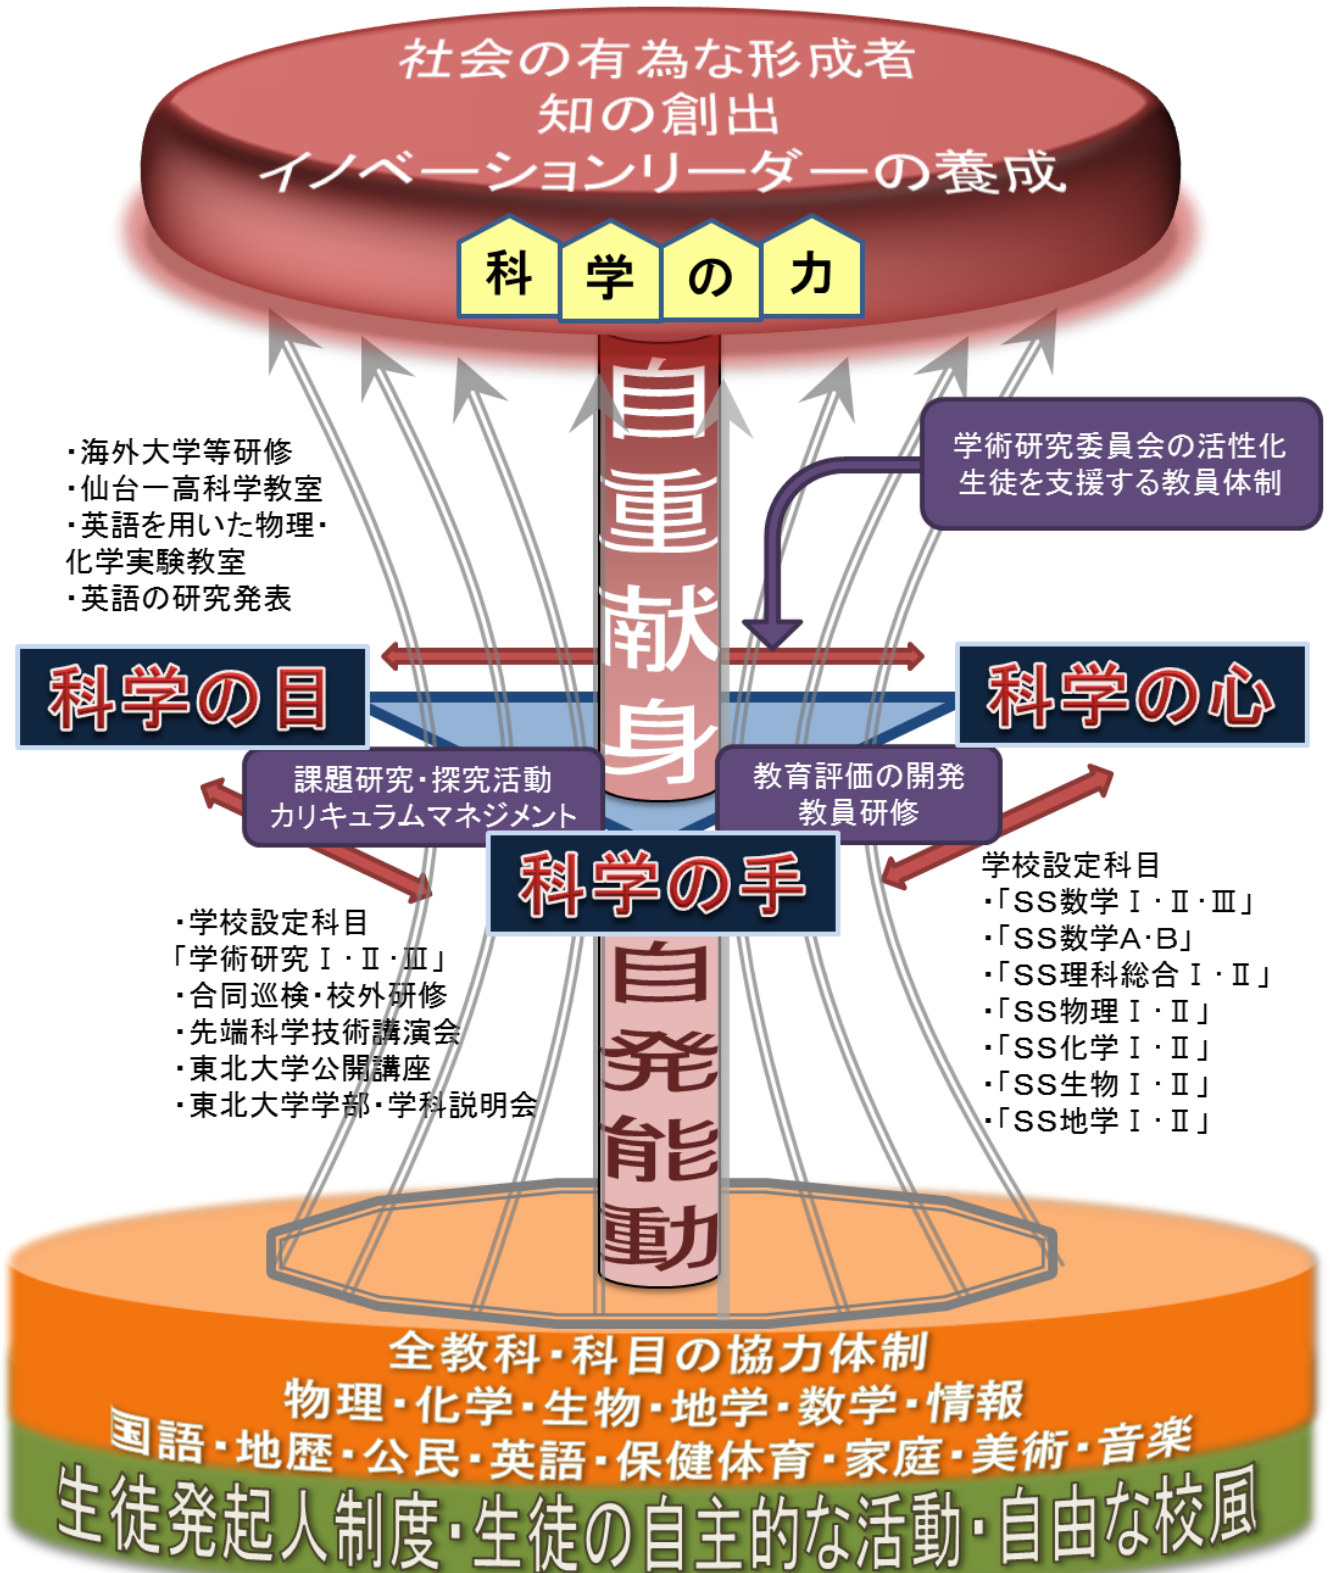 社会の有為な形成者
知の創出
イノベーションリーダーの養成
科学の力
自重献身
学術研究委員会の活性化
生徒を支援する教員体制
・海外大学等研修
・仙台一高科学教室
・英語を用いた物理・
化学実験教室
・英語の研究発表
科学の目
科学の心
課題研究・探究活動
カリキュラムマネジメント
教育評価の開発
教員研修
科学の手
・学校設定科目
「学術研究Ⅰ・Ⅱ・Ⅲ」
・合同巡検・校外研修
・先端科学技術講演会
・東北大学公開講座
・東北大学学部・学科説明会
学校設定科目
・「SS数学Ⅰ・Ⅱ・Ⅲ」
・「SS数学A・B」
・「SS理科総合Ⅰ・Ⅱ」
・「SS物理Ⅰ・Ⅱ」
・「SS化学Ⅰ・Ⅱ」
・「SS生物Ⅰ・Ⅱ」
・「SS地学Ⅰ・Ⅱ」
自発能動
全教科・科目の協力体制
物理・化学・生物・地学・数学・情報
国語・地歴・公民・英語・保健体育・家庭・美術・音楽
生徒発起人制度・生徒の自主的な活動・自由な校風